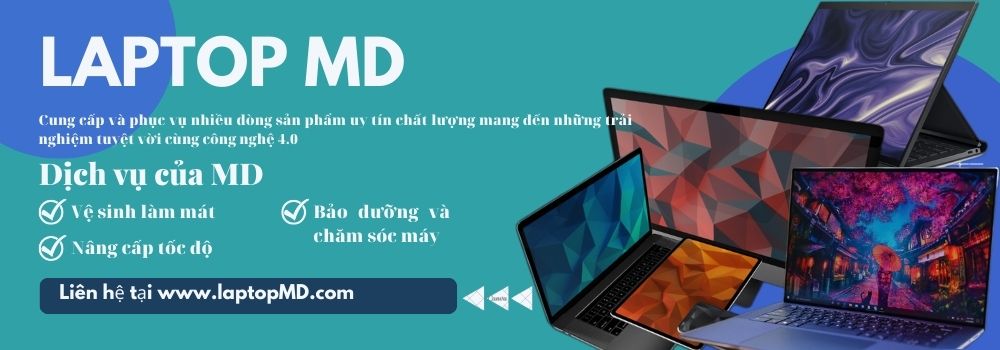 LAPTOP MD
Cung cấp và phục vụ nhiều dòng sản phẩm uy tín chất lượng mang đến những trải
nghiệm tuyệt vời cùng công nghệ 4.0
Dịch vụ của MD
Vệ sinh làm mát
Nâng cấp tốc độ
Bảo dưỡng và
chăm sóc máy
Liên hệ tại www.laptopMD.com
Canva